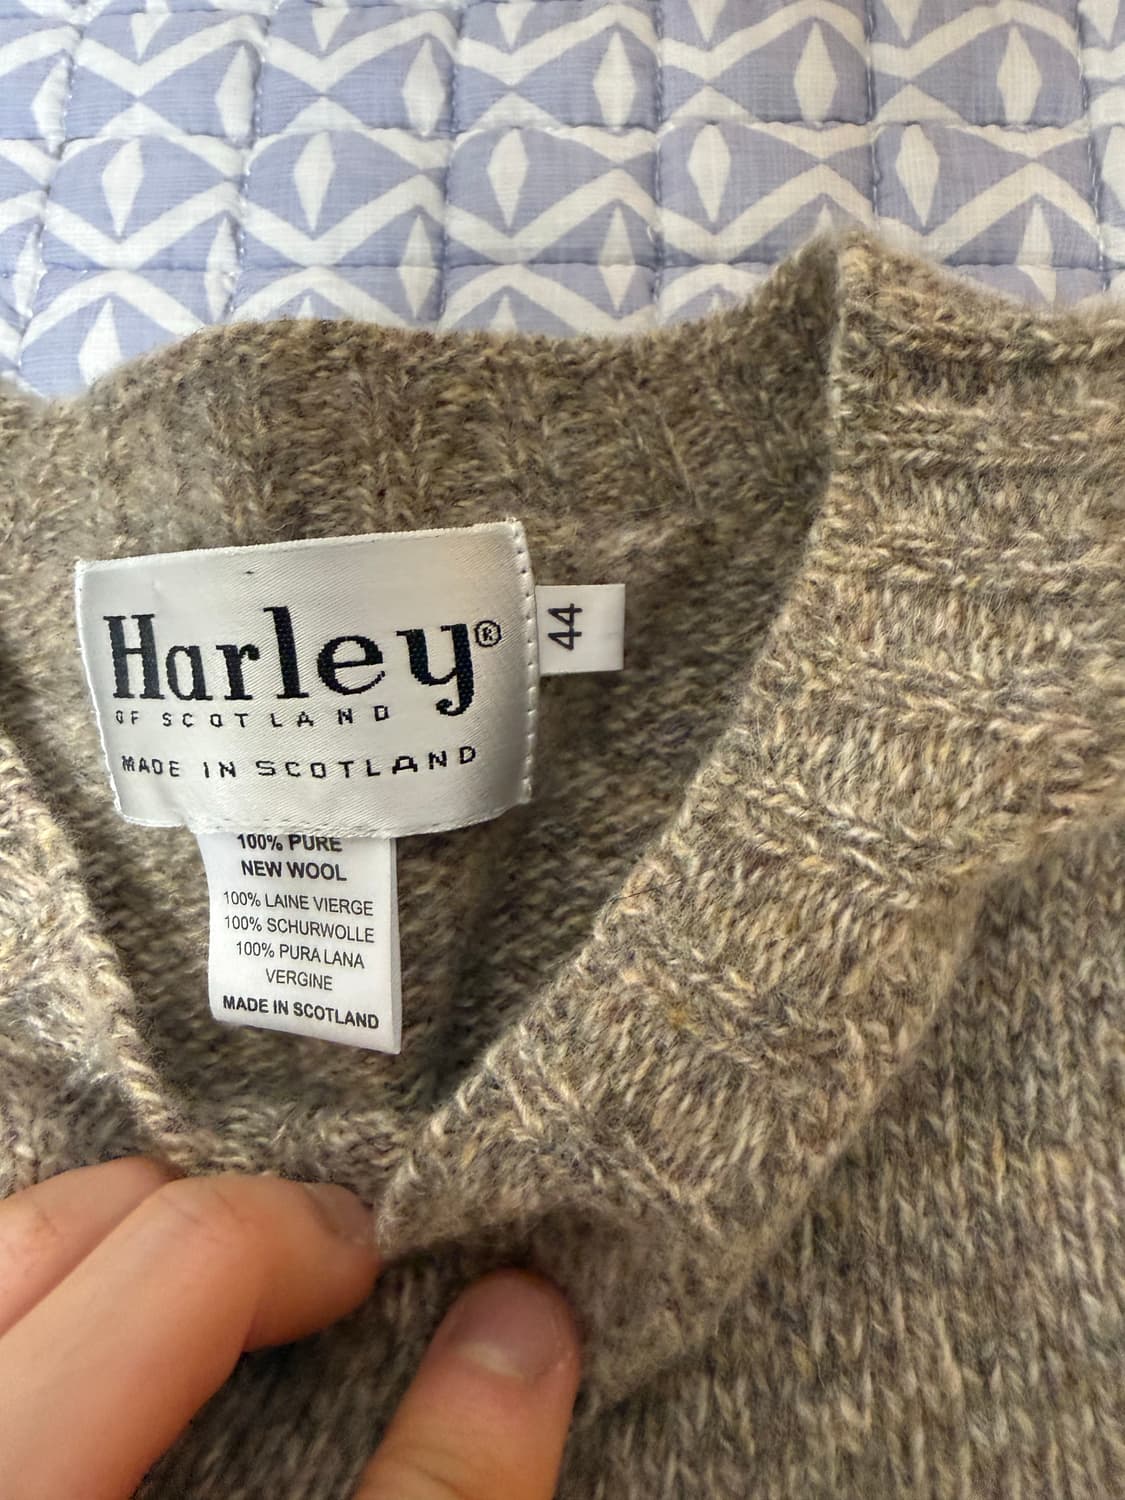 Harley®
OF SCOTLAND
MADE IN SCOTLAND
44
100% PURE
NEW WOOL
100% LAINE VIERGE
100% SCHURWOLLE
100% PURA LANA
VERGINE
MADE IN SCOTLAND